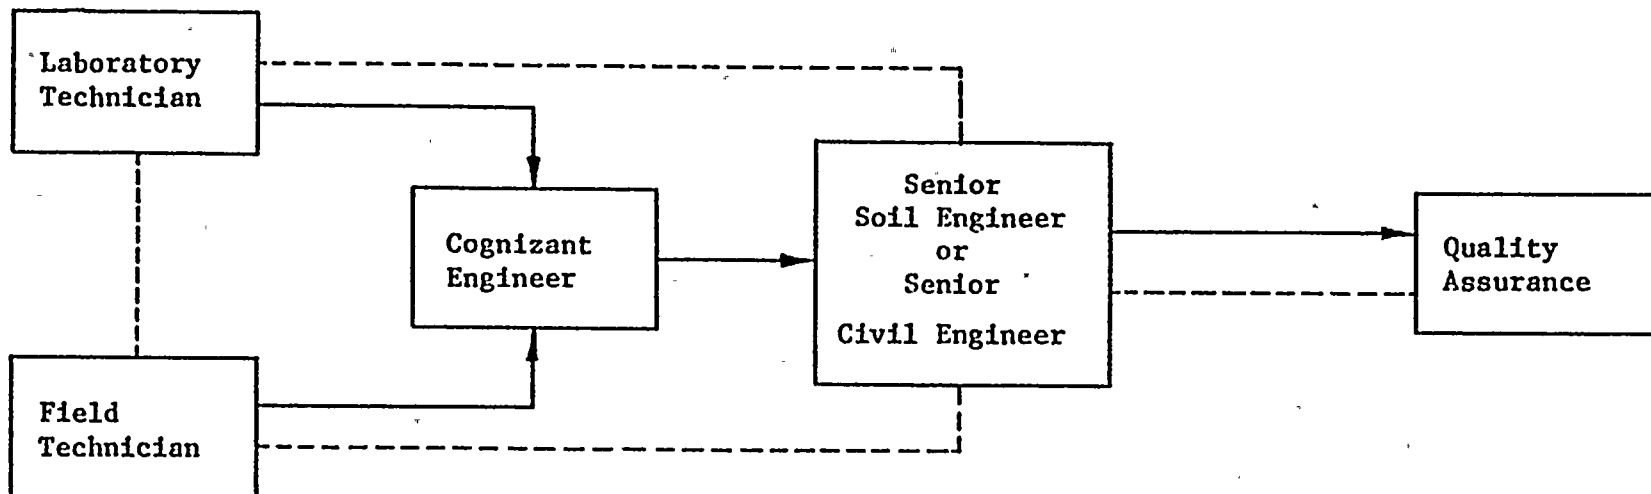 Laboratory
Technician
Cognizant
Engineer
Senior
Soil Engineer
or
Senior
Civil Engineer
Quality
Assurance
Field
Technician